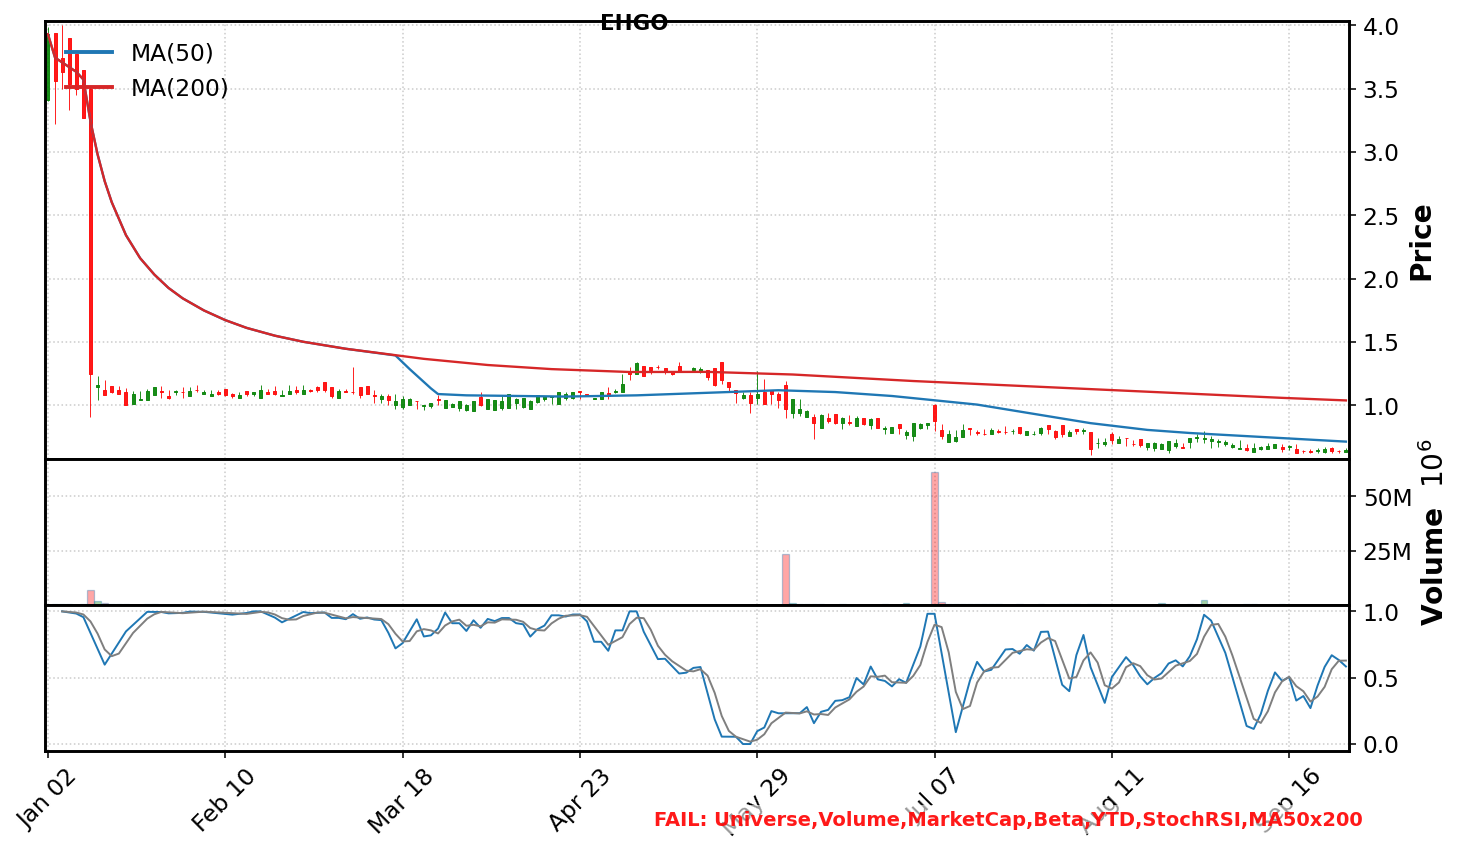 EHGO
MA(50)
MA(200)
4.0
3.5
3.0
2.5
2.0
1.5
1.0
Price
50M
25M
Volume 10^6
1.0
0.5
0.0
Jan 02
Feb 10
Mar 18
Apr 23
May 29
Jul 07
Aug 11
Sep 16
FAIL: Universe,Volume,MarketCap,Beta,YTD,StochRSI,MA50x200